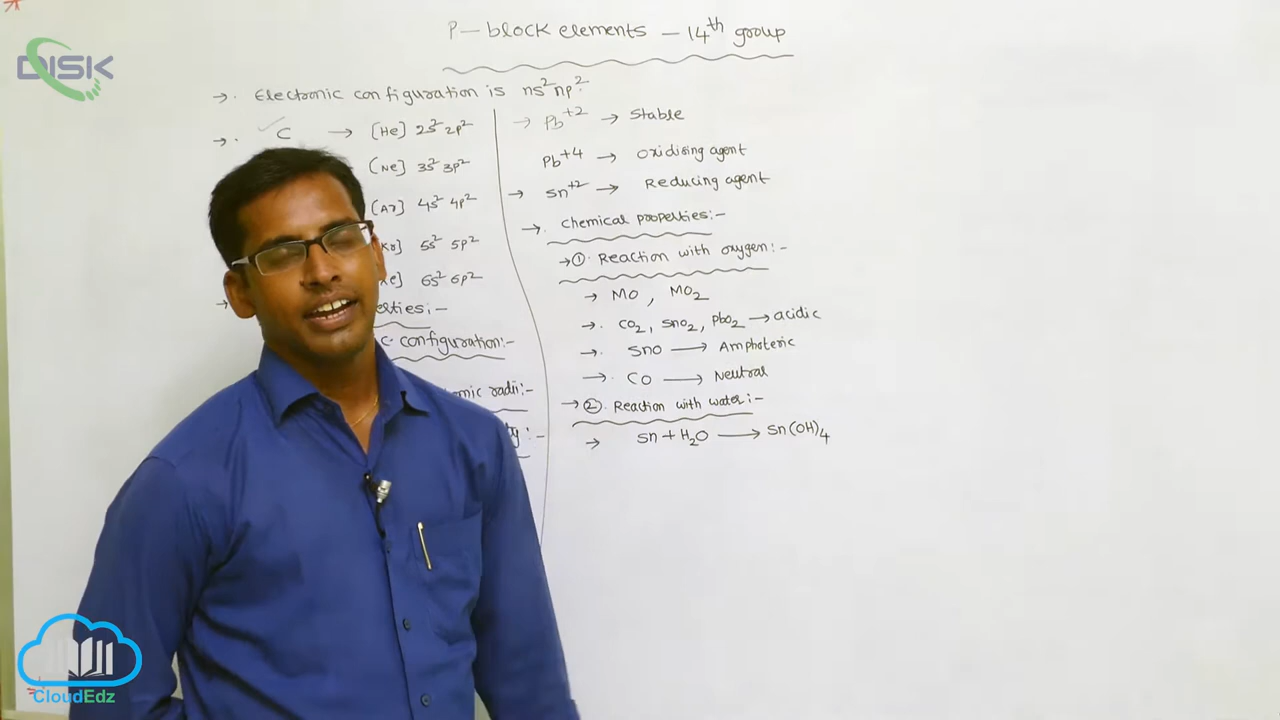 DISK
P-block elements - 14th group
→. Electronic configuration is ns² np².
→. C → [He] 2s² 2p²
[Ne] 3s² 3p²
[Ar] 4s² 4p²
[Kr] 5s² 5p²
6s² 6p²
erties:-
configuration:-
radii:-
→ Pb+2 → Stable
Pb+4 → oxidising agent
→ Sn+2 → Reducing agent
→. Chemical properties:-
→①. Reaction with oxygen:-
→ MO , MO₂
→. CO₂, SnO₂, PbO₂ → acidic
→. SnO → Amphoteric
→. CO → Neutral
→②. Reaction with water:-
→ Sn + H₂O → Sn(OH)₄
CloudEdz